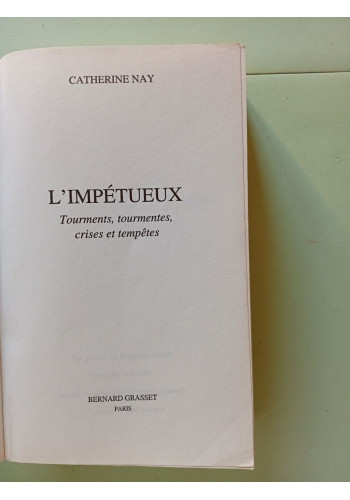 CATHERINE NAY
L'IMPÉTUEUX
Tourments, tourmentes,
crises et tempêtes
BERNARD GRASSET
PARIS